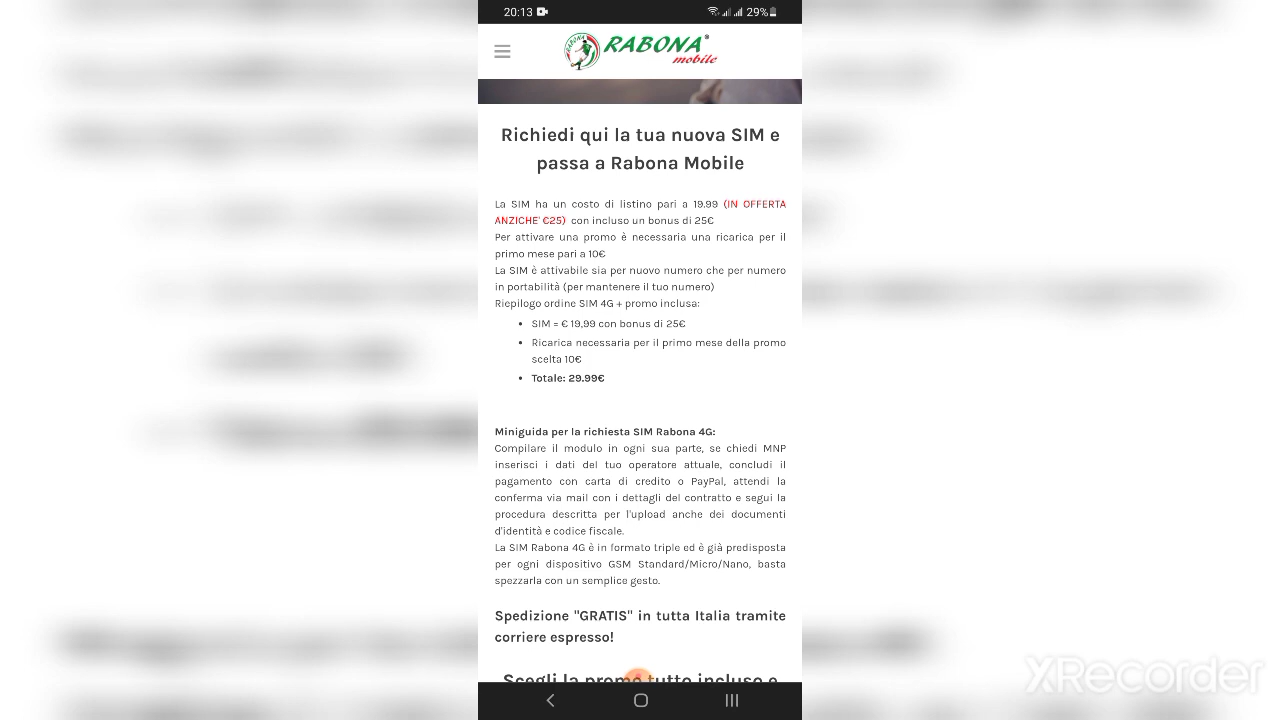 20:13
29%
RABONA®
mobile
Richiedi qui la tua nuova SIM e
passa a Rabona Mobile
La SIM ha un costo di listino pari a 19.99 (IN OFFERTA
ANZICHE' €25) con incluso un bonus di 25€
Per attivare una promo è necessaria una ricarica per il
primo mese pari a 10€
La SIM è attivabile sia per nuovo numero che per numero
in portabilità (per mantenere il tuo numero)
Riepilogo ordine SIM 4G + promo inclusa:
• SIM = € 19,99 con bonus di 25€
• Ricarica necessaria per il primo mese della promo
scelta 10€
• Totale: 29.99€
Miniguida per la richiesta SIM Rabona 4G:
Compilare il modulo in ogni sua parte, se chiedi MNP
inserisci i dati del tuo operatore attuale, concludi il
pagamento con carta di credito o PayPal, attendi la
conferma via mail con i dettagli del contratto e segui la
procedura descritta per l'upload anche dei documenti
d'identità e codice fiscale.
La SIM Rabona 4G è in formato triple ed è già predisposta
per ogni dispositivo GSM Standard/Micro/Nano, basta
spezzarla con un semplice gesto.
Spedizione "GRATIS" in tutta Italia tramite
corriere espresso!
Scegli la promo tutto incluso e
XRecorder